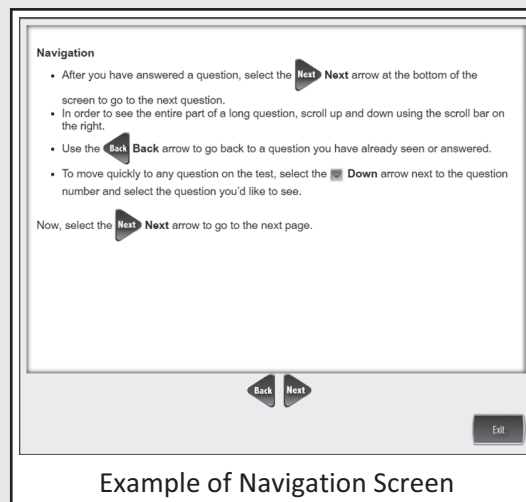 Navigation
• After you have answered a question, select the Next Next arrow at the bottom of the
screen to go to the next question.
• In order to see the entire part of a long question, scroll up and down using the scroll bar on
the right.
• Use the Back Back arrow to go back to a question you have already seen or answered.
• To move quickly to any question on the test, select the Down arrow next to the question
number and select the question you'd like to see.
Now, select the Next Next arrow to go to the next page.
Back Next
Exit
Example of Navigation Screen